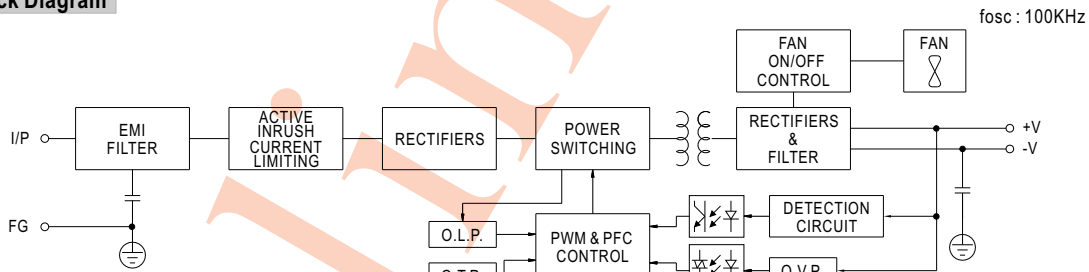 ck Diagram
fosc : 100KHz
FAN
ON/OFF
CONTROL
FAN
I/P
EMI
FILTER
ACTIVE
INRUSH
CURRENT
LIMITING
RECTIFIERS
POWER
SWITCHING
RECTIFIERS
&
FILTER
+V
-V
FG
O.L.P.
PWM & PFC
CONTROL
DETECTION
CIRCUIT
O.T.P.
O.V.P.